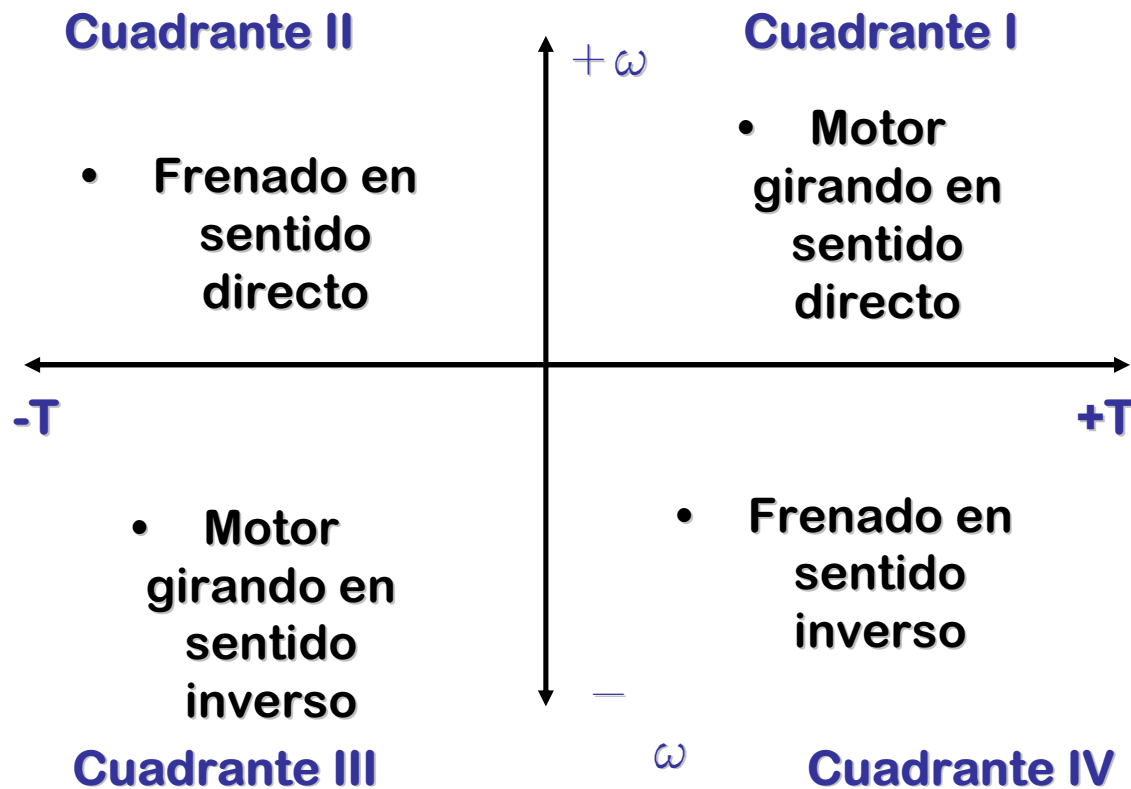 Cuadrante II
Cuadrante I
+ω
• Frenado en
sentido
directo
• Motor
girando en
sentido
directo
-T
+T
• Motor
girando en
sentido
inverso
• Frenado en
sentido
inverso
−
ω
Cuadrante III
Cuadrante IV